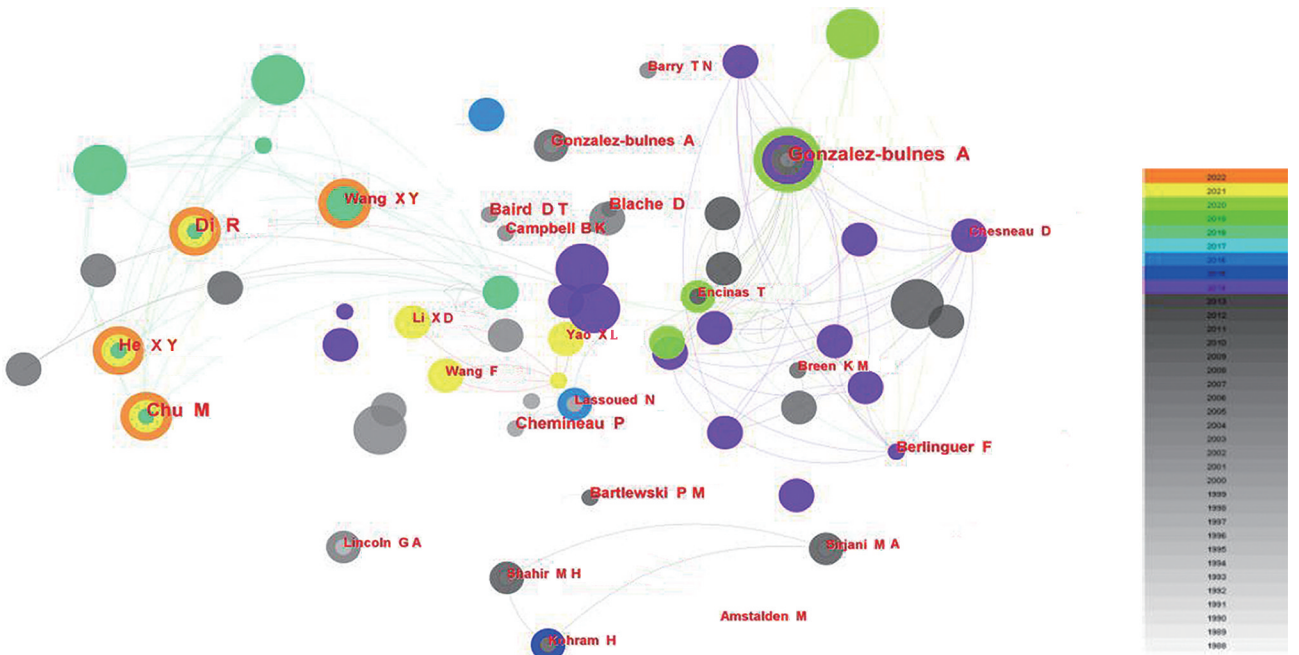 Barry T N
Gonzalez-bulnes A
Gonzalez-bulnes A
Wang X Y
Baird D T
Blache D
Di R
Campbell B K
Chesneau D
Encinas T
Li X D
Yao X L
He X Y
Wang F
Breen K M
Lassoued N
Chu M
Chemineau P
Berlinguer F
Bartlewski P M
Lincoln G A
Sirjani M A
Shahir M H
Amstalden M
Kohram H
2022
2021
2020
2019
2018
2017
2016
2015
2014
2013
2012
2011
2010
2009
2008
2007
2006
2005
2004
2003
2002
2001
2000
1999
1998
1997
1996
1995
1994
1993
1992
1991
1990
1989
1988